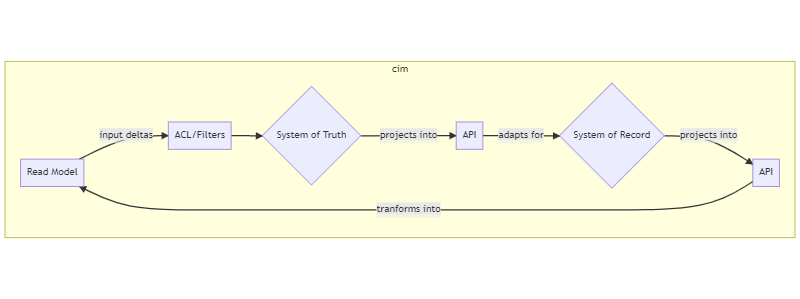 cim
input deltas
ACL/Filters
System of Truth
projects into
API
adapts for
System of Record
projects into
Read Model
API
tranforms into